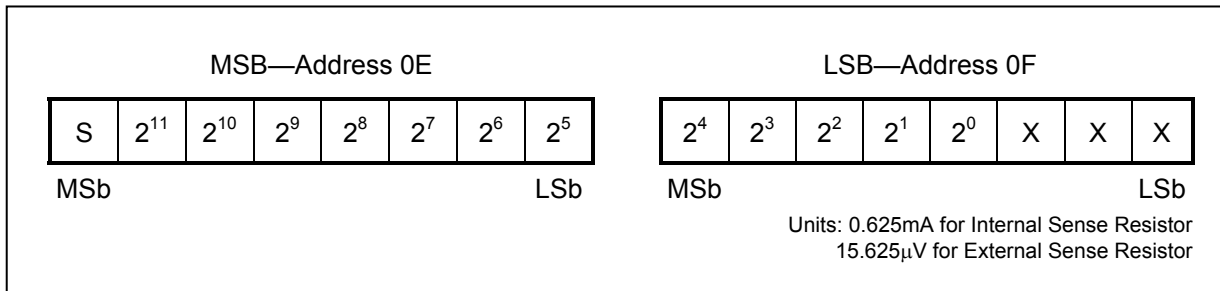 MSB—Address 0E
LSB—Address 0F
S 2¹¹ 2¹⁰ 2⁹ 2⁸ 2⁷ 2⁶ 2⁵
2⁴ 2³ 2² 2¹ 2⁰ X X X
MSb LSb
MSb LSb
Units: 0.625mA for Internal Sense Resistor
15.625μV for External Sense Resistor